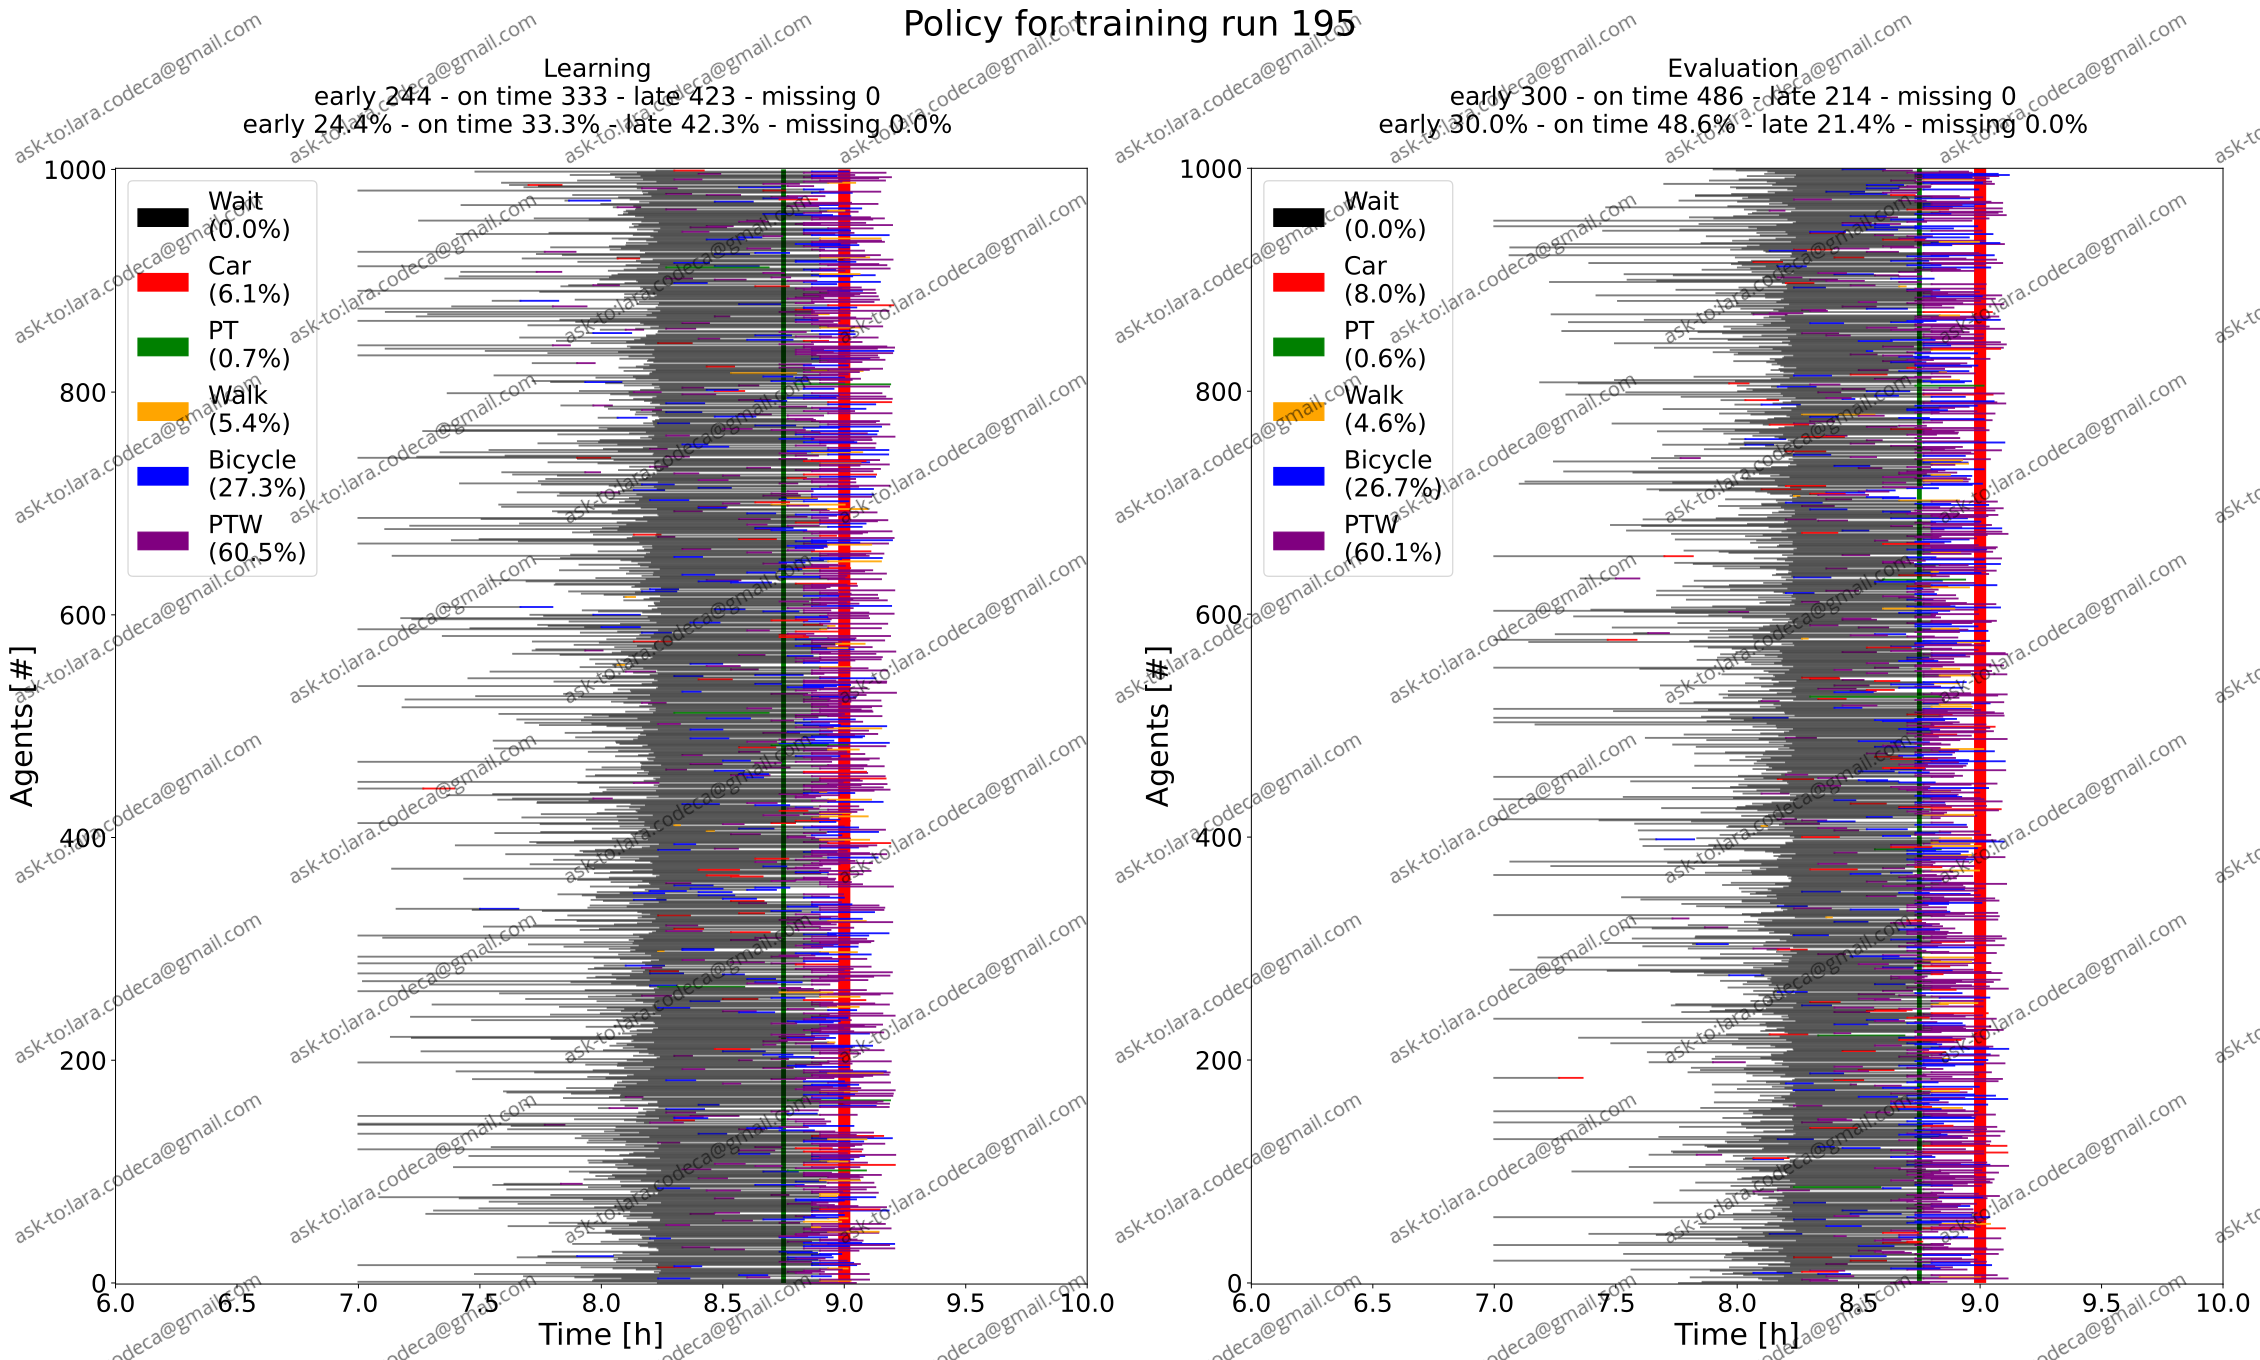 Policy for training run 195
Learning
early 244 - on time 333 - late 423 - missing 0
early 24.4% - on time 33.3% - late 42.3% - missing 0.0%
Agents [#]
1000
800
600
400
200
0
Wait
(0.0%)
Car
(6.1%)
PT
(0.7%)
Walk
(5.4%)
Bicycle
(27.3%)
PTW
(60.5%)
6.0 6.5 7.0 7.5 8.0 8.5 9.0 9.5 10.0
Time [h]
Evaluation
early 300 - on time 486 - late 214 - missing 0
early 30.0% - on time 48.6% - late 21.4% - missing 0.0%
Agents [#]
1000
800
600
400
200
0
Wait
(0.0%)
Car
(8.0%)
PT
(0.6%)
Walk
(4.6%)
Bicycle
(26.7%)
PTW
(60.1%)
6.0 6.5 7.0 7.5 8.0 8.5 9.0 9.5 10.0
Time [h]
ask-to:lara.codeca@gmail.com